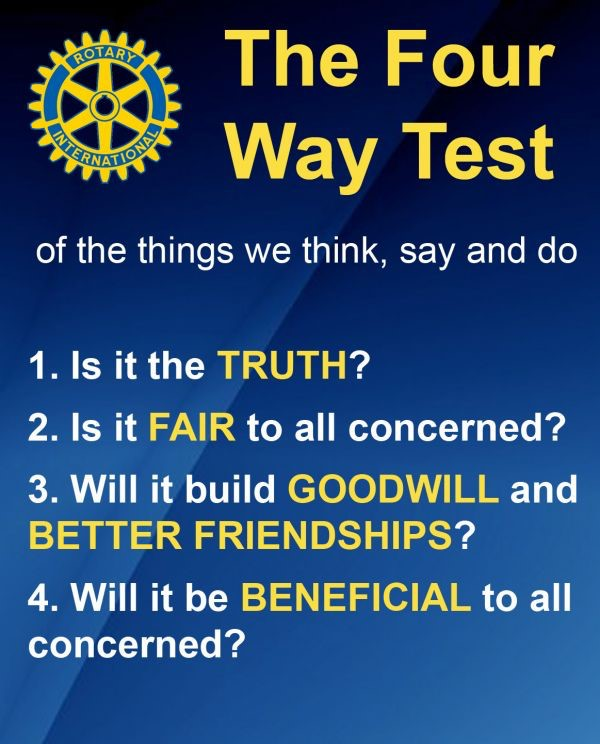 ROTARY
INTERNATIONAL
The Four
Way Test
of the things we think, say and do
1. Is it the TRUTH?
2. Is it FAIR to all concerned?
3. Will it build GOODWILL and
BETTER FRIENDSHIPS?
4. Will it be BENEFICIAL to all
concerned?